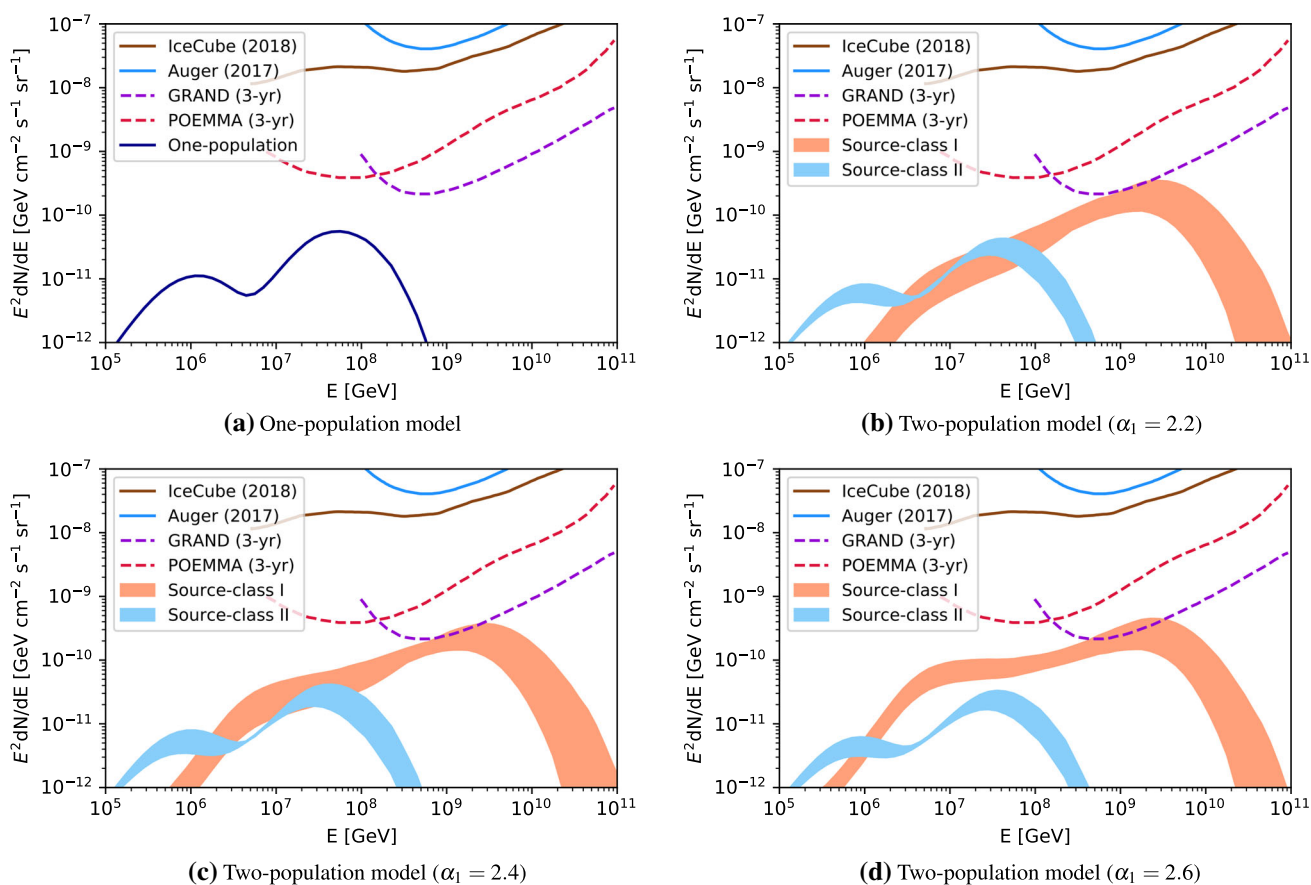 10⁻⁷
10⁻⁸
10⁻⁹
10⁻¹⁰
10⁻¹¹
10⁻¹²
E²dN/dE [GeV cm⁻² s⁻¹ sr⁻¹]
IceCube (2018)
Auger (2017)
GRAND (3-yr)
POEMMA (3-yr)
One-population
10⁵ 10⁶ 10⁷ 10⁸ 10⁹ 10¹⁰ 10¹¹
E [GeV]
(a) One-population model
10⁻⁷
10⁻⁸
10⁻⁹
10⁻¹⁰
10⁻¹¹
10⁻¹²
E²dN/dE [GeV cm⁻² s⁻¹ sr⁻¹]
IceCube (2018)
Auger (2017)
GRAND (3-yr)
POEMMA (3-yr)
Source-class I
Source-class II
10⁵ 10⁶ 10⁷ 10⁸ 10⁹ 10¹⁰ 10¹¹
E [GeV]
(b) Two-population model (α₁ = 2.2)
10⁻⁷
10⁻⁸
10⁻⁹
10⁻¹⁰
10⁻¹¹
10⁻¹²
E²dN/dE [GeV cm⁻² s⁻¹ sr⁻¹]
IceCube (2018)
Auger (2017)
GRAND (3-yr)
POEMMA (3-yr)
Source-class I
Source-class II
10⁵ 10⁶ 10⁷ 10⁸ 10⁹ 10¹⁰ 10¹¹
E [GeV]
(c) Two-population model (α₁ = 2.4)
10⁻⁷
10⁻⁸
10⁻⁹
10⁻¹⁰
10⁻¹¹
10⁻¹²
E²dN/dE [GeV cm⁻² s⁻¹ sr⁻¹]
IceCube (2018)
Auger (2017)
GRAND (3-yr)
POEMMA (3-yr)
Source-class I
Source-class II
10⁵ 10⁶ 10⁷ 10⁸ 10⁹ 10¹⁰ 10¹¹
E [GeV]
(d) Two-population model (α₁ = 2.6)